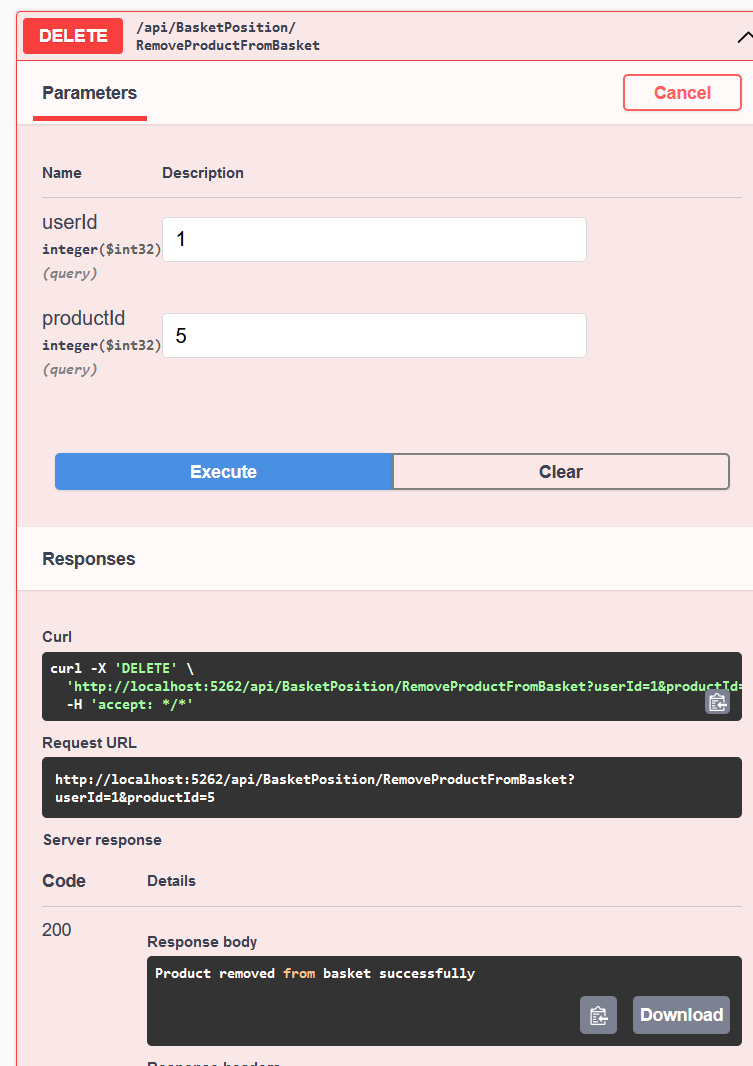 DELETE
/api/BasketPosition/
RemoveProductFromBasket
Parameters
Cancel
Name Description
userId
integer($int32)
(query)
1
productId
integer($int32)
(query)
5
Execute
Clear
Responses
Curl
curl -X 'DELETE' \
'http://localhost:5262/api/BasketPosition/RemoveProductFromBasket?userId=1&productId=
-H 'accept: */*'
Request URL
http://localhost:5262/api/BasketPosition/RemoveProductFromBasket?
userId=1&productId=5
Server response
Code Details
200
Response body
Product removed from basket successfully
Download
Response headers